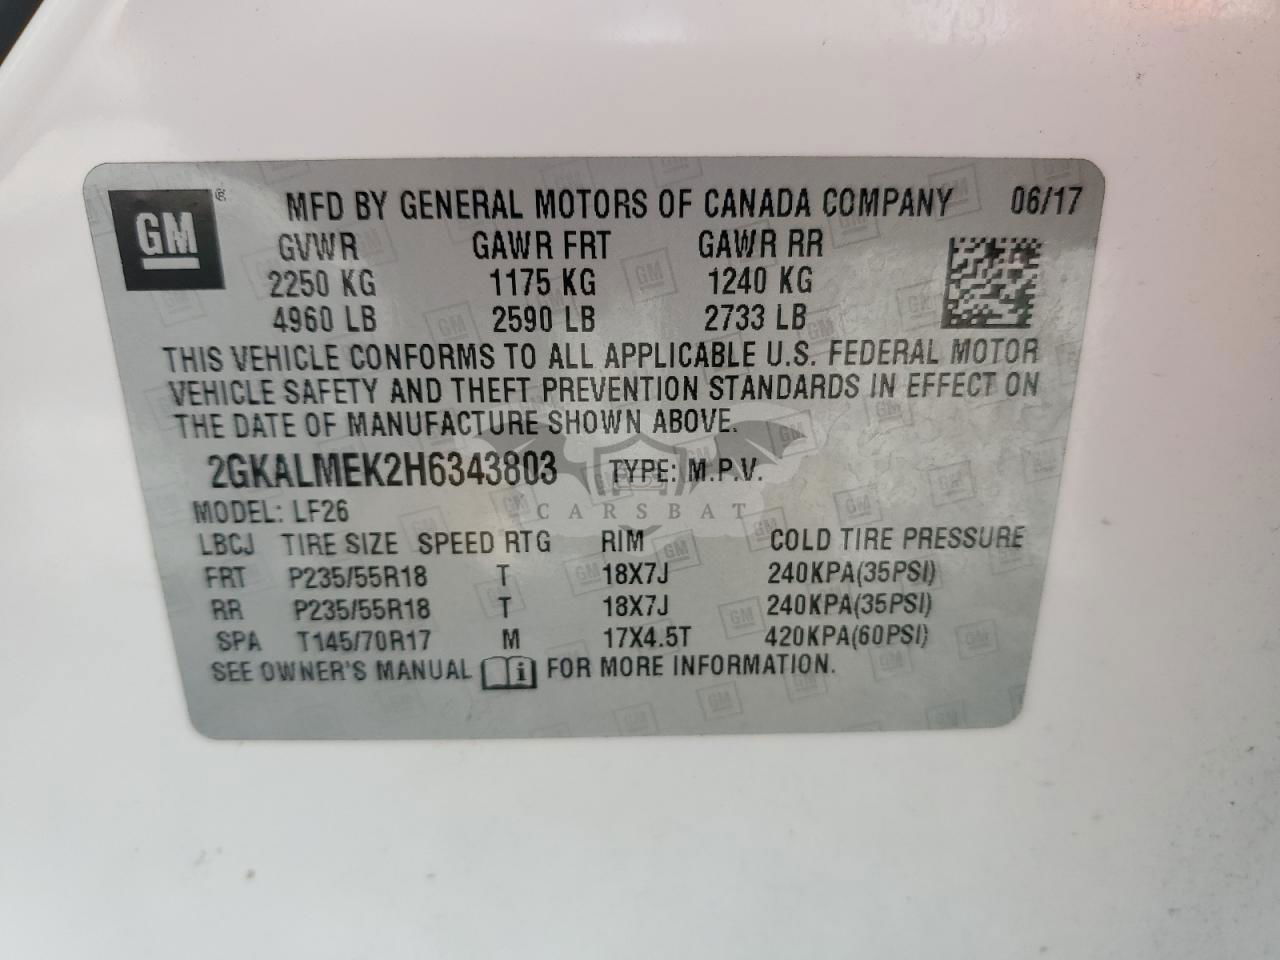 GM ® MFD BY GENERAL MOTORS OF CANADA COMPANY 06/17
GVWR GAWR FRT GAWR RR
2250 KG 1175 KG 1240 KG
4960 LB 2590 LB 2733 LB
THIS VEHICLE CONFORMS TO ALL APPLICABLE U.S. FEDERAL MOTOR
VEHICLE SAFETY AND THEFT PREVENTION STANDARDS IN EFFECT ON
THE DATE OF MANUFACTURE SHOWN ABOVE.
2GKALMEK2H6343803 TYPE: M.P.V.
MODEL: LF26
CARSBAT
LBCJ TIRE SIZE SPEED RTG RIM COLD TIRE PRESSURE
FRT P235/55R18 T 18X7J 240KPA(35PSI)
RR P235/55R18 T 18X7J 240KPA(35PSI)
SPA T145/70R17 M 17X4.5T 420KPA(60PSI)
SEE OWNER'S MANUAL i FOR MORE INFORMATION.